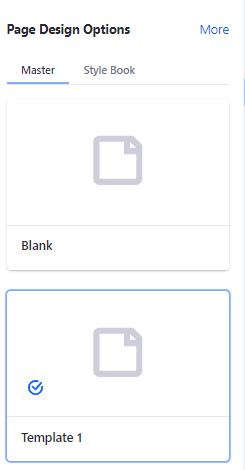 Page Design Options More
Master Style Book
Blank
Template 1